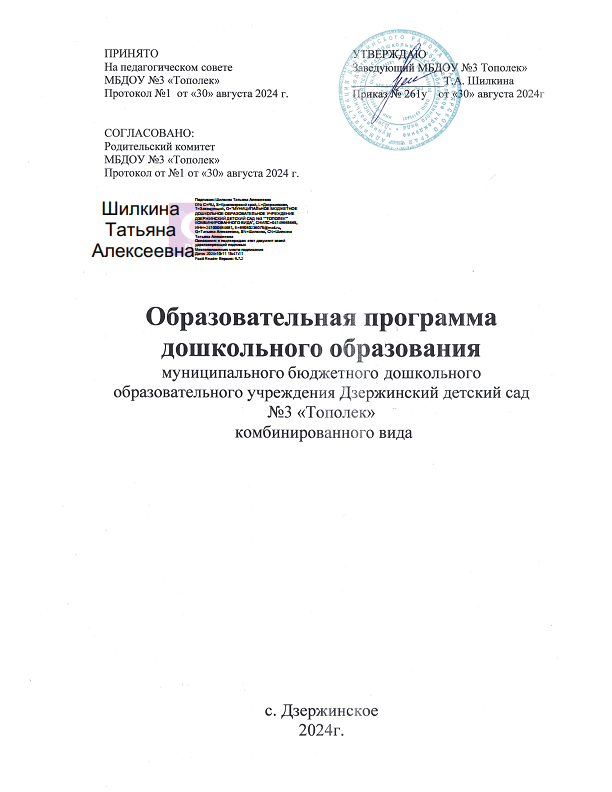 ПРИНЯТО
На педагогическом совете
МБДОУ №3 «Тополек»
Протокол №1 от «30» августа 2024 г.
УТВЕРЖДАЮ
Заведующий МБДОУ №3 Тополек»
Т.А. Шилкина
Приказ № 261у от «30» августа 2024г
СОГЛАСОВАНО:
Родительский комитет
МБДОУ №3 «Тополек»
Протокол от №1 от «30» августа 2024 г.
Шилкина
Татьяна
Алексеевна
Образовательная программа
дошкольного образования
муниципального бюджетного дошкольного
образовательного учреждения Дзержинский детский сад
№3 «Тополек»
комбинированного вида
с. Дзержинское
2024г.